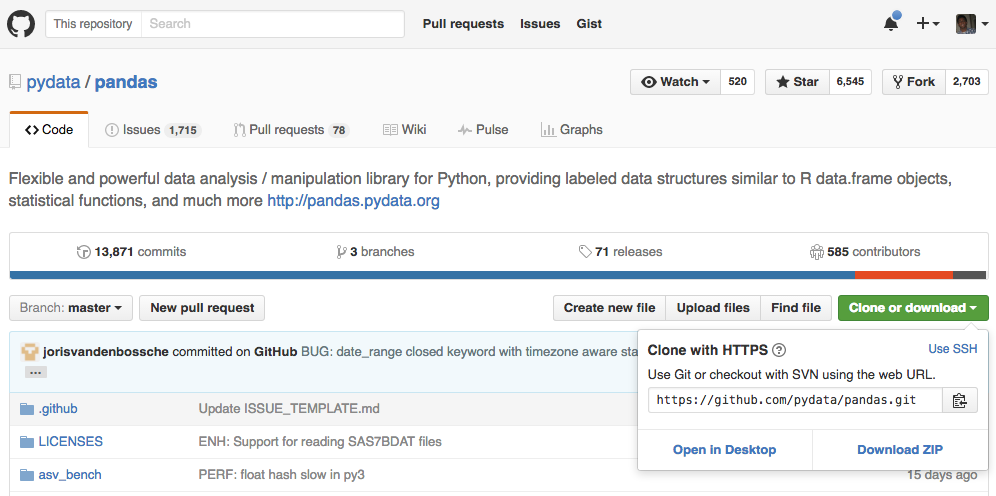 This repository Search Pull requests Issues Gist
pydata / pandas Watch 520 Star 6,545 Fork 2,703
Code Issues 1,715 Pull requests 78 Wiki Pulse Graphs
Flexible and powerful data analysis / manipulation library for Python, providing labeled data structures similar to R data.frame objects,
statistical functions, and much more http://pandas.pydata.org
13,871 commits 3 branches 71 releases 585 contributors
Branch: master New pull request Create new file Upload files Find file Clone or download
jorisvandenbossche committed on GitHub BUG: date_range closed keyword with timezone aware sta
...
.github Update ISSUE_TEMPLATE.md
LICENSES ENH: Support for reading SAS7BDAT files
asv_bench PERF: float hash slow in py3 15 days ago
Clone with HTTPS ? Use SSH
Use Git or checkout with SVN using the web URL.
https://github.com/pydata/pandas.git
Open in Desktop Download ZIP